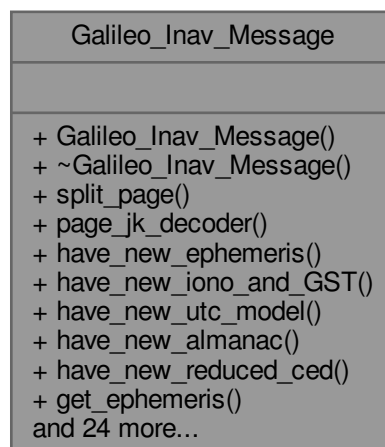 Galileo_Inav_Message
+ Galileo_Inav_Message()
+ ~Galileo_Inav_Message()
+ split_page()
+ page_jk_decoder()
+ have_new_ephemeris()
+ have_new_iono_and_GST()
+ have_new_utc_model()
+ have_new_almanac()
+ have_new_reduced_ced()
+ get_ephemeris()
and 24 more...